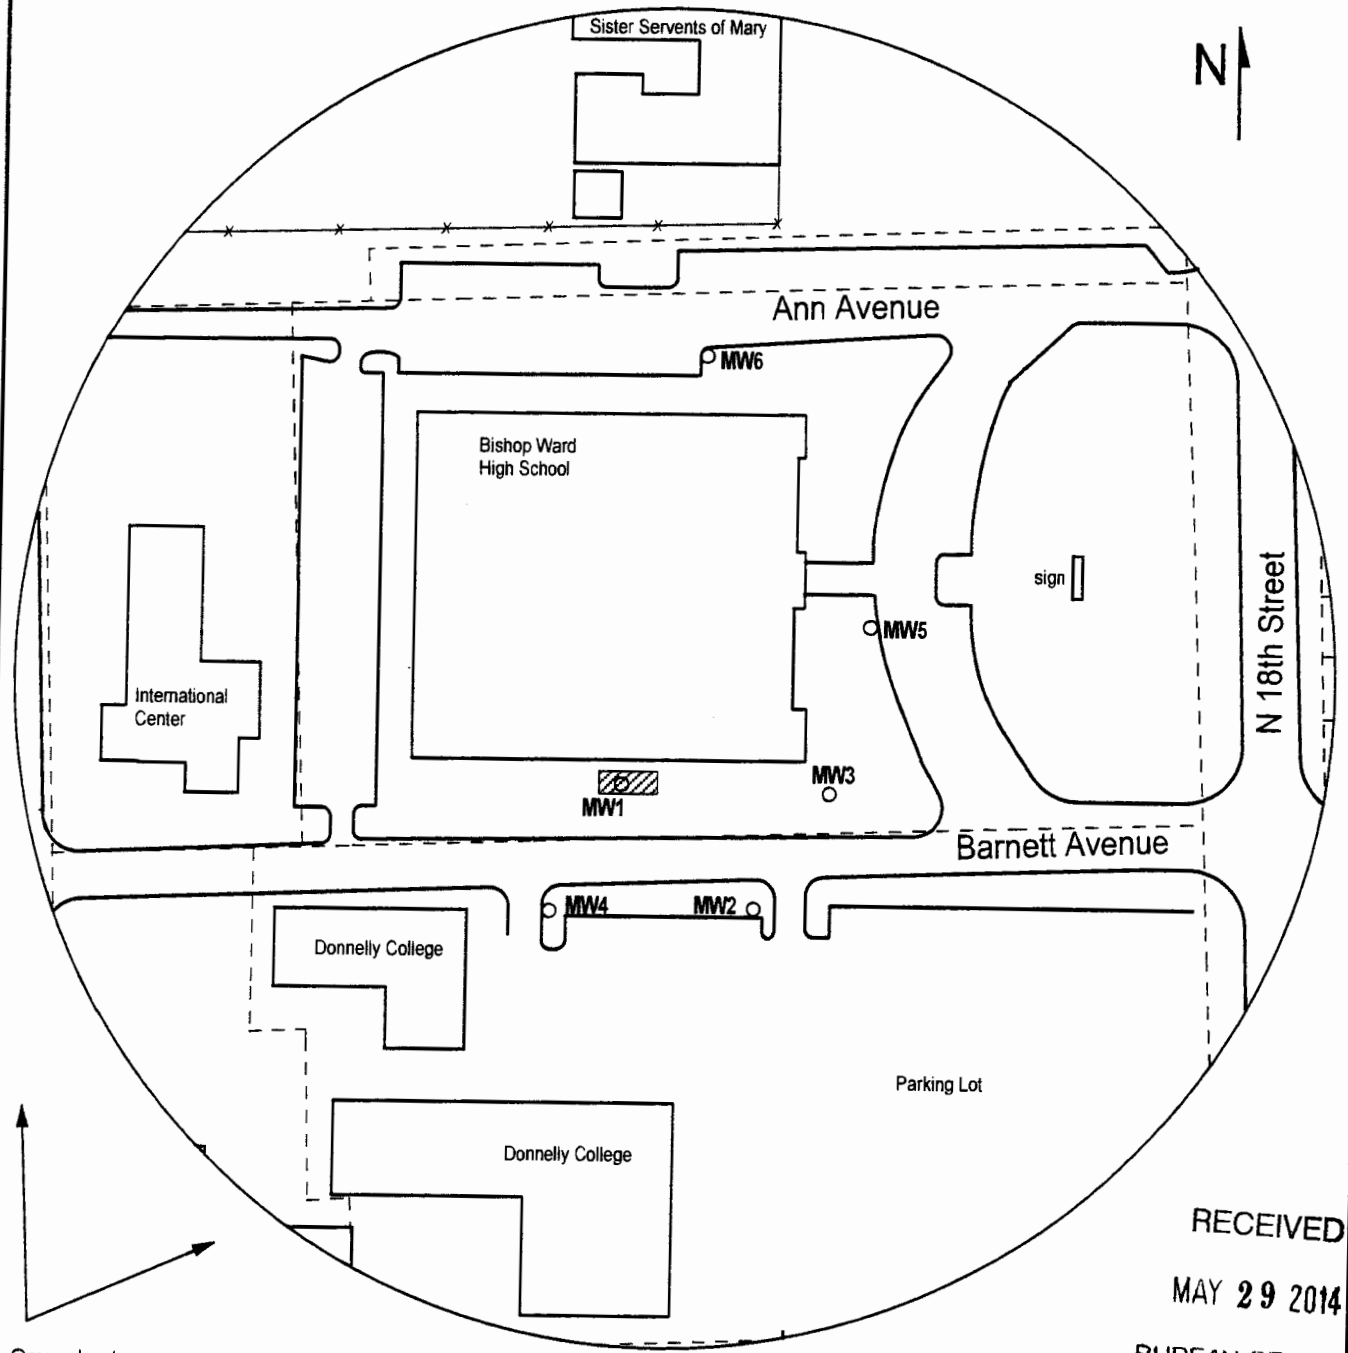 Sister Servents of Mary
N
Ann Avenue
MW6
Bishop Ward
High School
sign
N 18th Street
MW5
International
Center
MW3
MW1
Barnett Avenue
MW4
MW2
Donnelly College
Parking Lot
Donnelly College
RECEIVED
MAY 29 2014